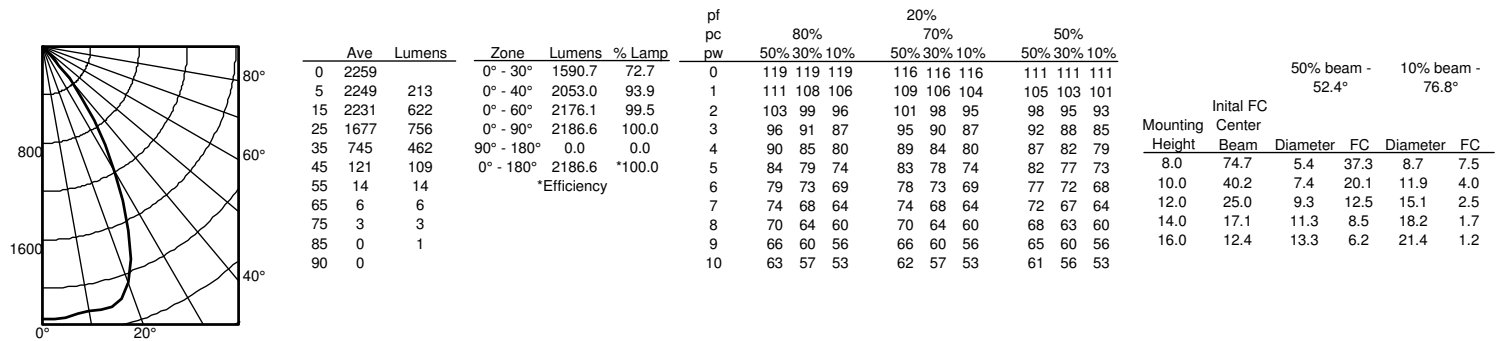 800
1600
0°
20°
40°
60°
80°
Ave Lumens
0 2259
5 2249 213
15 2231 622
25 1677 756
35 745 462
45 121 109
55 14 14
65 6 6
75 3 3
85 0 1
90 0
Zone Lumens % Lamp
0° - 30° 1590.7 72.7
0° - 40° 2053.0 93.9
0° - 60° 2176.1 99.5
0° - 90° 2186.6 100.0
90° - 180° 0.0 0.0
0° - 180° 2186.6 *100.0
*Efficiency
pf 20%
pc 80% 70% 50%
pw 50% 30% 10% 50% 30% 10% 50% 30% 10%
0 119 119 119 116 116 116 111 111 111
1 111 108 106 109 106 104 105 103 101
2 103 99 96 101 98 95 98 95 93
3 96 91 87 95 90 87 92 88 85
4 90 85 80 89 84 80 87 82 79
5 84 79 74 83 78 74 82 77 73
6 79 73 69 78 73 69 77 72 68
7 74 68 64 74 68 64 72 67 64
8 70 64 60 70 64 60 68 63 60
9 66 60 56 66 60 56 65 60 56
10 63 57 53 62 57 53 61 56 53
50% beam - 10% beam -
52.4° 76.8°
Inital FC
Mounting Center
Height Beam Diameter FC Diameter FC
8.0 74.7 5.4 37.3 8.7 7.5
10.0 40.2 7.4 20.1 11.9 4.0
12.0 25.0 9.3 12.5 15.1 2.5
14.0 17.1 11.3 8.5 18.2 1.7
16.0 12.4 13.3 6.2 21.4 1.2